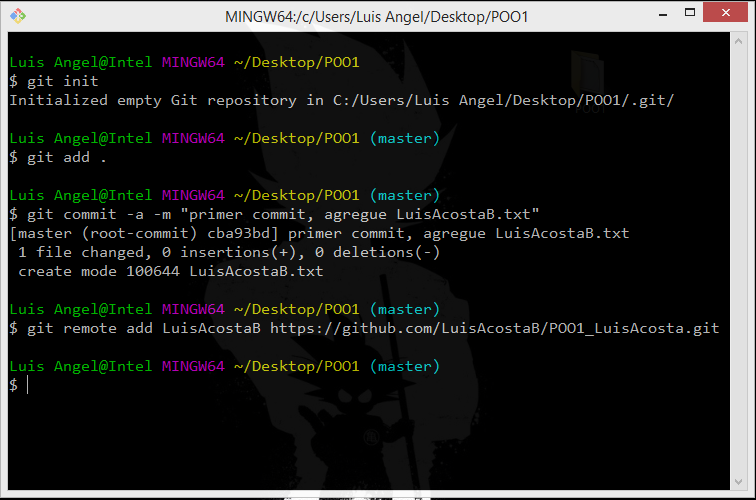 MINGW64:/c/Users/Luis Angel/Desktop/POO1
Luis Angel@Intel MINGW64 ~/Desktop/POO1
$ git init
Initialized empty Git repository in C:/Users/Luis Angel/Desktop/POO1/.git/
Luis Angel@Intel MINGW64 ~/Desktop/POO1 (master)
$ git add .
Luis Angel@Intel MINGW64 ~/Desktop/POO1 (master)
$ git commit -a -m "primer commit, agregue LuisAcostaB.txt"
[master (root-commit) cba93bd] primer commit, agregue LuisAcostaB.txt
 1 file changed, 0 insertions(+), 0 deletions(-)
 create mode 100644 LuisAcostaB.txt
Luis Angel@Intel MINGW64 ~/Desktop/POO1 (master)
$ git remote add LuisAcostaB https://github.com/LuisAcostaB/POO1_LuisAcosta.git
Luis Angel@Intel MINGW64 ~/Desktop/POO1 (master)
$